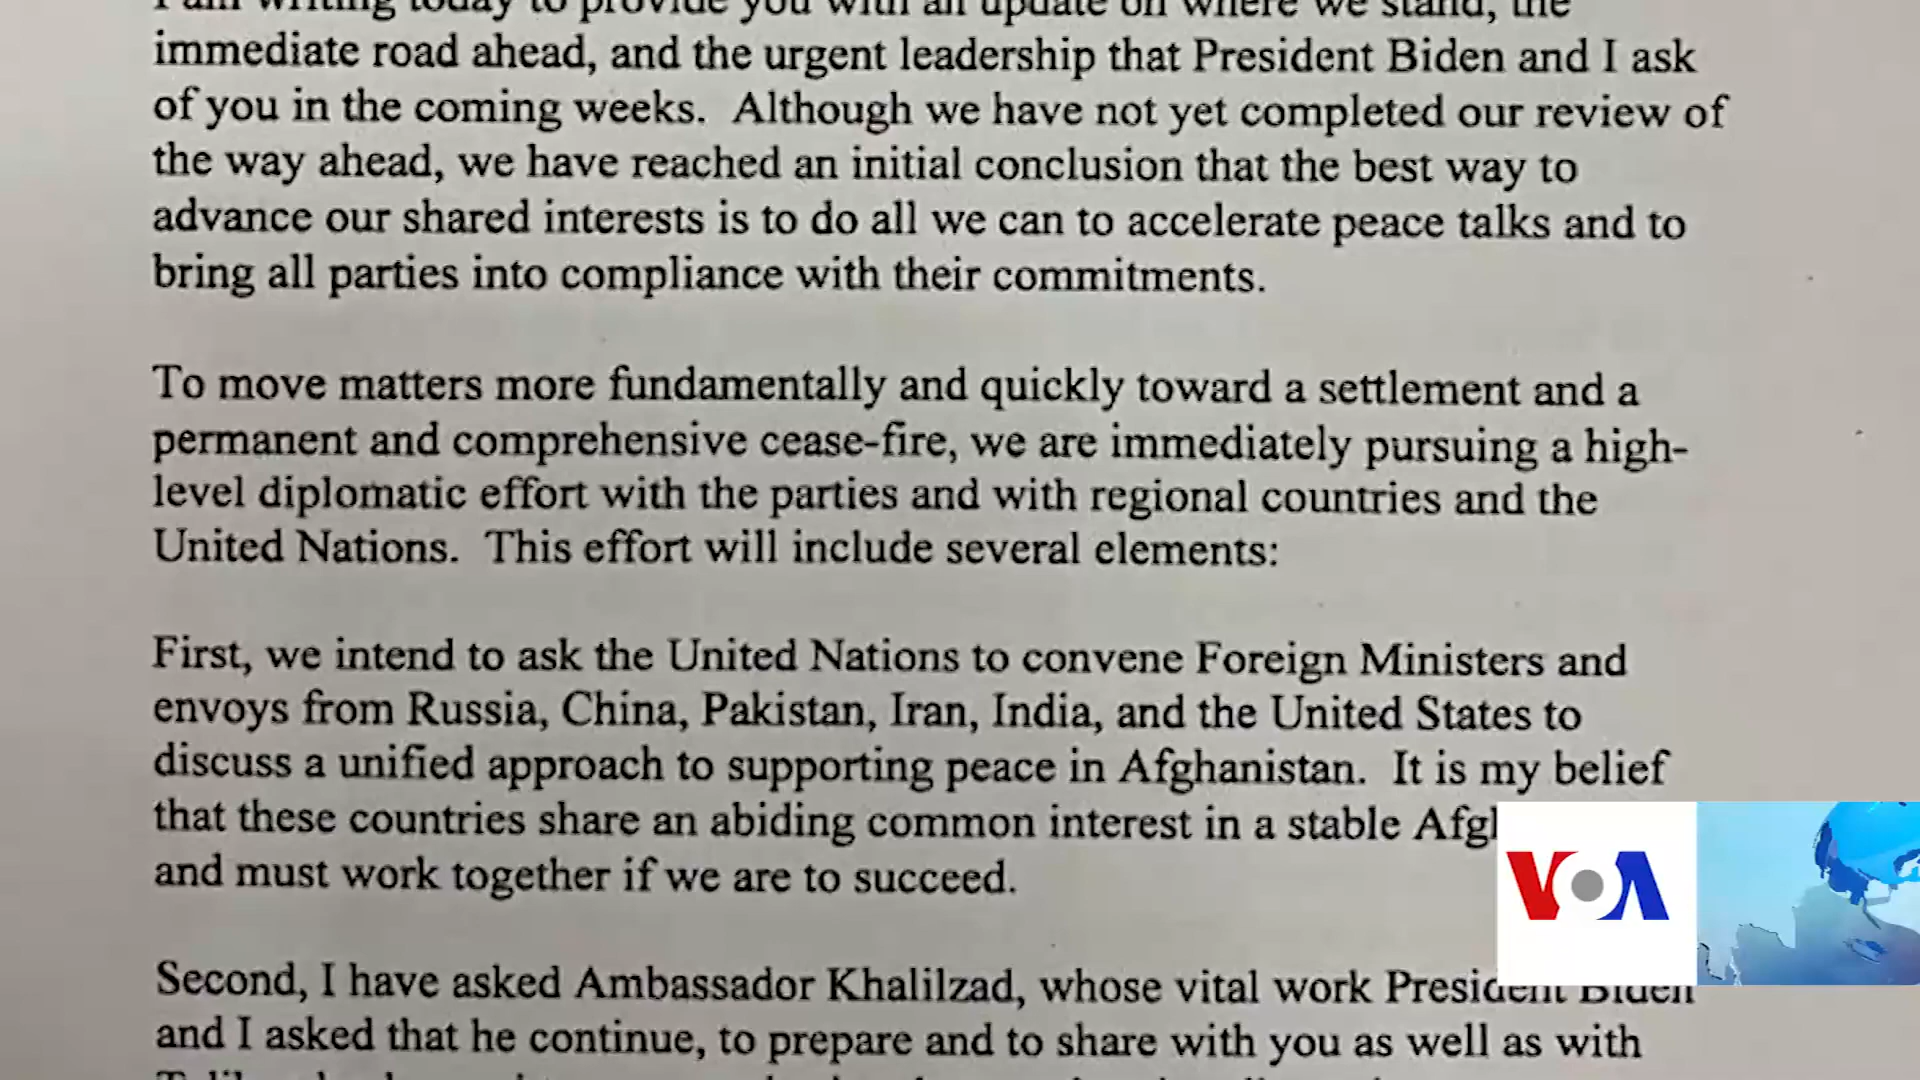 I am writing today to provide you with an update on where we stand, the
immediate road ahead, and the urgent leadership that President Biden and I ask
of you in the coming weeks. Although we have not yet completed our review of
the way ahead, we have reached an initial conclusion that the best way to
advance our shared interests is to do all we can to accelerate peace talks and to
bring all parties into compliance with their commitments.
To move matters more fundamentally and quickly toward a settlement and a
permanent and comprehensive cease-fire, we are immediately pursuing a high-
level diplomatic effort with the parties and with regional countries and the
United Nations. This effort will include several elements:
First, we intend to ask the United Nations to convene Foreign Ministers and
envoys from Russia, China, Pakistan, Iran, India, and the United States to
discuss a unified approach to supporting peace in Afghanistan. It is my belief
that these countries share an abiding common interest in a stable
and must work together if we are to succeed.
VOA
Second, I have asked Ambassador Khalilzad, whose vital work President Biden
and I asked that he continue, to prepare and to share with you as well as with